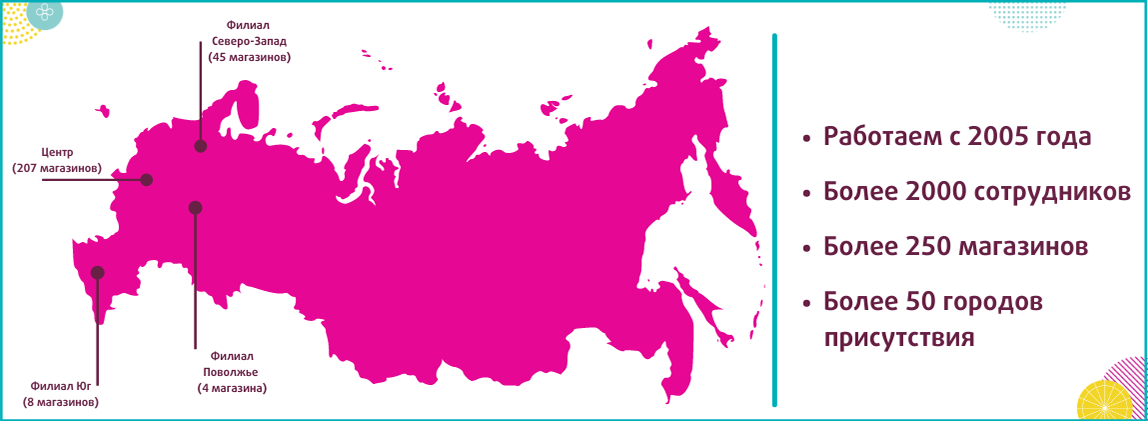 Филиал
Северо-Запад
(45 магазинов)
Центр
(207 магазинов)
Филиал
Поволжье
(4 магазина)
Филиал Юг
(8 магазинов)
• Работаем с 2005 года
• Более 2000 сотрудников
• Более 250 магазинов
• Более 50 городов
присутствия